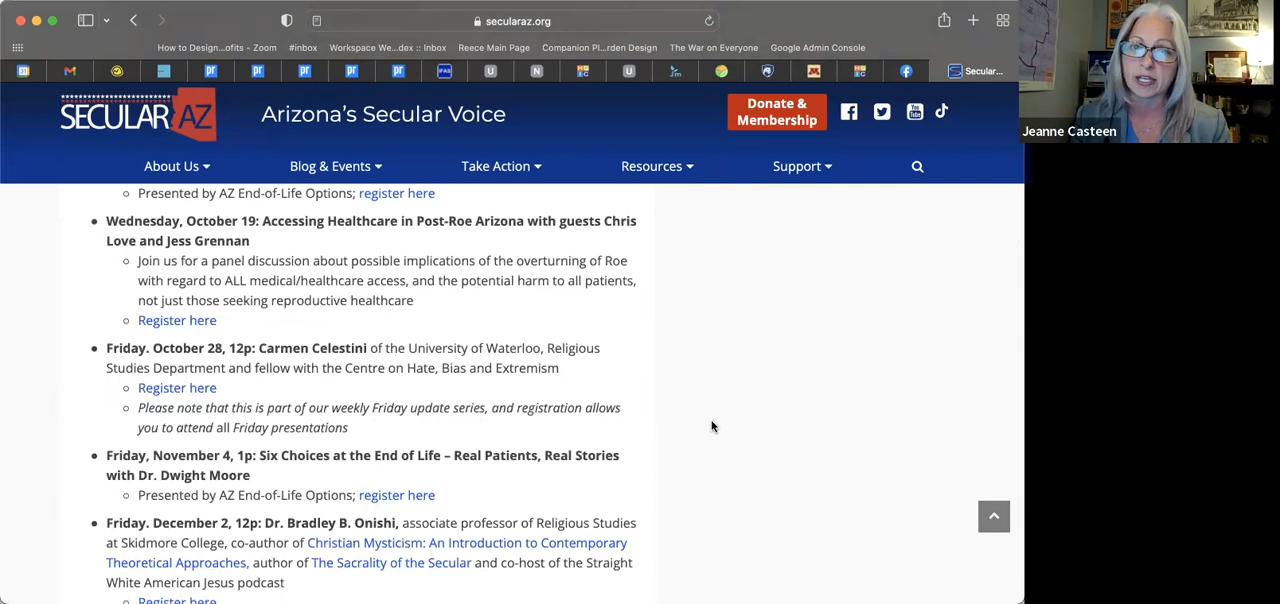 secularaz.org
How to Design...ofits - Zoom
#inbox
Workspace We...dex :: Inbox
Reece Main Page
Companion Pl...rden Design
The War on Everyone
Google Admin Console
Secular...
Jeanne Casteen
SECULAR AZ
Arizona's Secular Voice
Donate &
Membership
About Us
Blog & Events
Take Action
Resources
Support
Presented by AZ End-of-Life Options; register here
Wednesday, October 19: Accessing Healthcare in Post-Roe Arizona with guests Chris
Love and Jess Grennan
Join us for a panel discussion about possible implications of the overturning of Roe
with regard to ALL medical/healthcare access, and the potential harm to all patients,
not just those seeking reproductive healthcare
Register here
Friday. October 28, 12p: Carmen Celestini of the University of Waterloo, Religious
Studies Department and fellow with the Centre on Hate, Bias and Extremism
Register here
Please note that this is part of our weekly Friday update series, and registration allows
you to attend all Friday presentations
Friday, November 4, 1p: Six Choices at the End of Life – Real Patients, Real Stories
with Dr. Dwight Moore
Presented by AZ End-of-Life Options; register here
Friday. December 2, 12p: Dr. Bradley B. Onishi, associate professor of Religious Studies
at Skidmore College, co-author of Christian Mysticism: An Introduction to Contemporary
Theoretical Approaches, author of The Sacrality of the Secular and co-host of the Straight
White American Jesus podcast
Register here